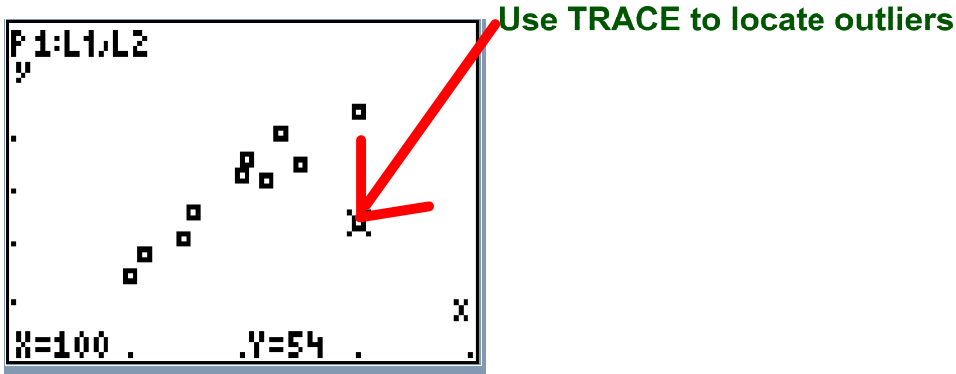 Use TRACE to locate outliers
P1:L1,L2
y
x
X=100 Y=54